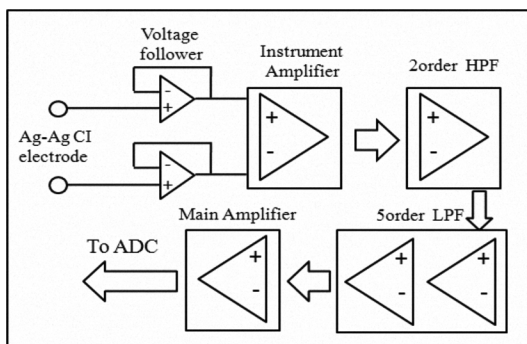 Voltage
follower
Instrument
Amplifier
2order HPF
-
+
+
-
+
-
Ag-Ag CI
electrode
-
+
Main Amplifier
5order LPF
To ADC
+
-
+
-
+
-